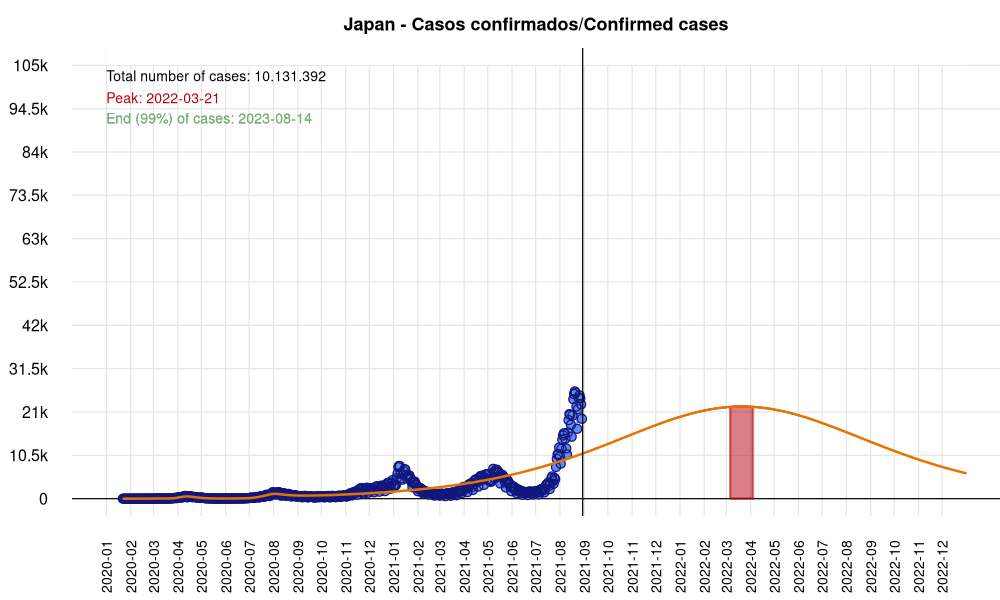 Japan - Casos confirmados/Confirmed cases
Total number of cases: 10.131.392
Peak: 2022-03-21
End (99%) of cases: 2023-08-14
105k
94.5k
84k
73.5k
63k
52.5k
42k
31.5k
21k
10.5k
0
2020-01
2020-02
2020-03
2020-04
2020-05
2020-06
2020-07
2020-08
2020-09
2020-10
2020-11
2020-12
2021-01
2021-02
2021-03
2021-04
2021-05
2021-06
2021-07
2021-08
2021-09
2021-10
2021-11
2021-12
2022-01
2022-02
2022-03
2022-04
2022-05
2022-06
2022-07
2022-08
2022-09
2022-10
2022-11
2022-12